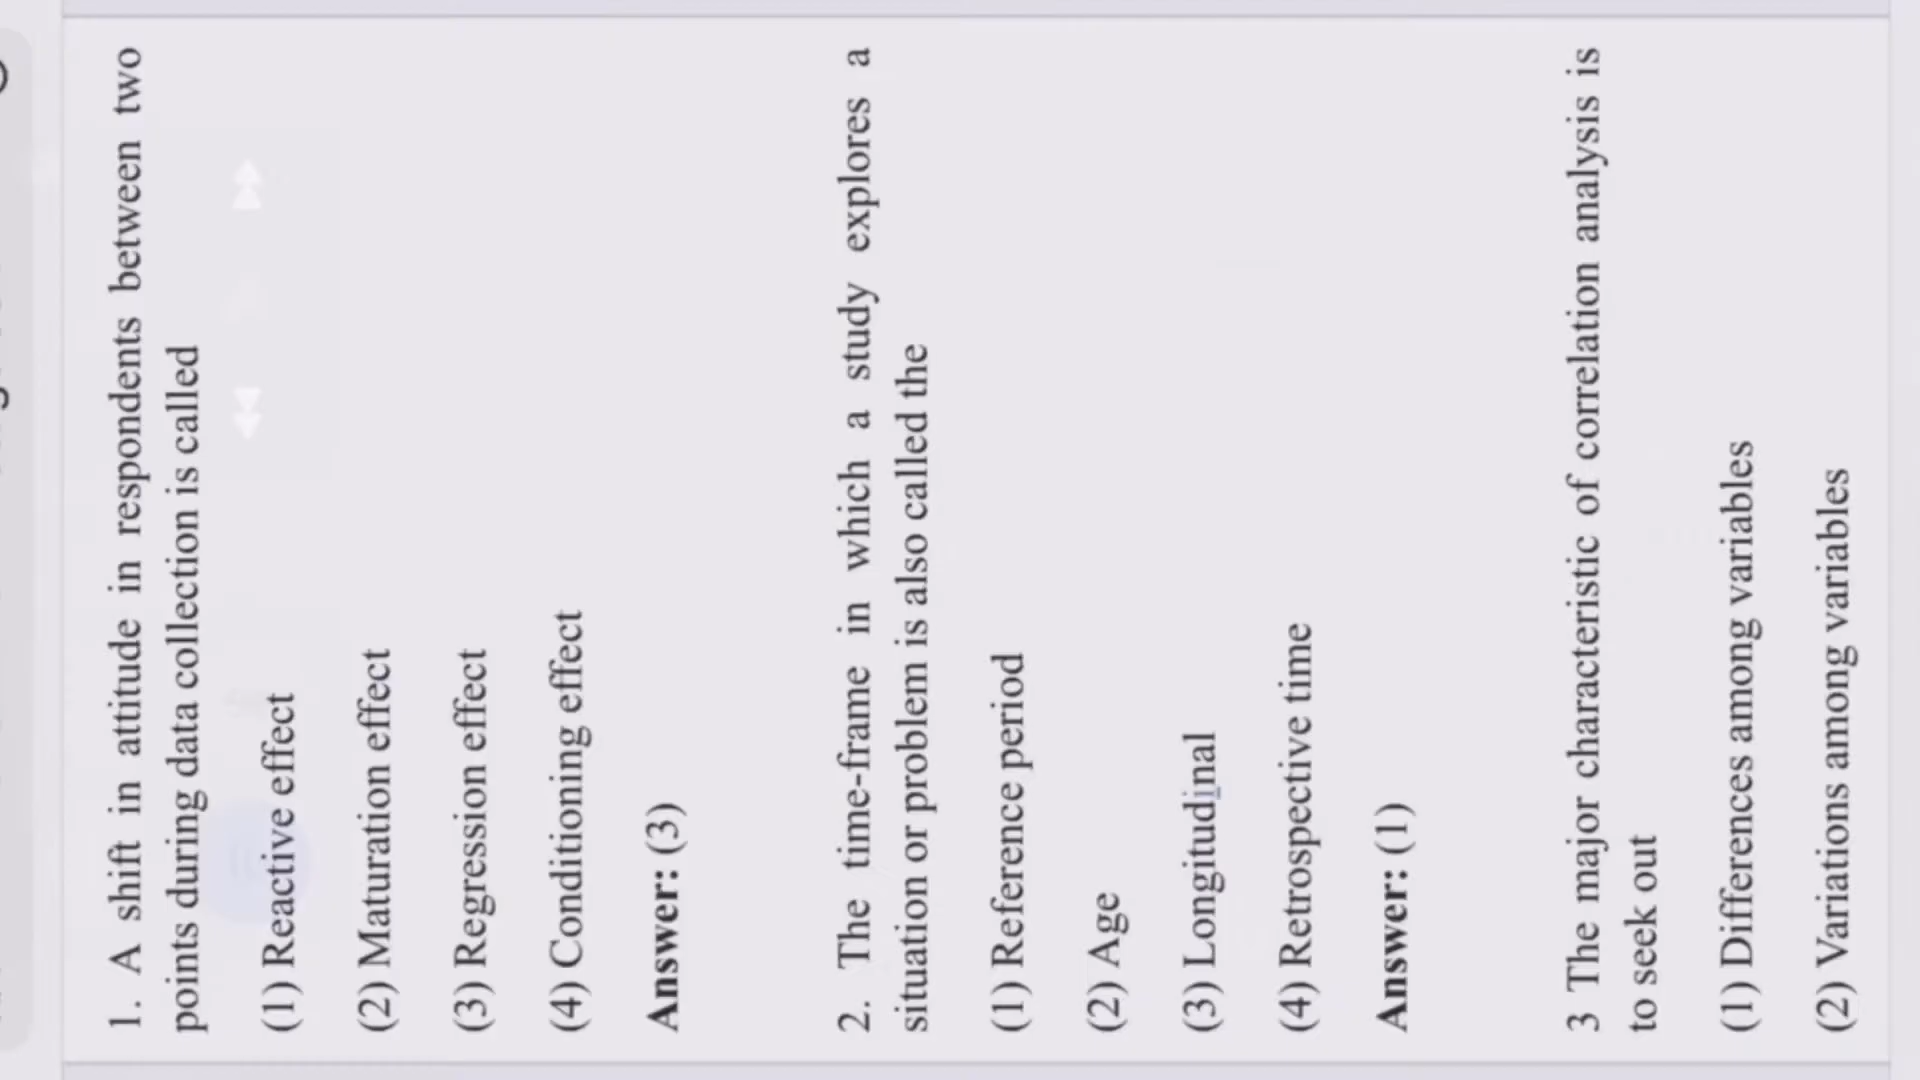 1. A shift in attitude in respondents between two
points during data collection is called
(1) Reactive effect
(2) Maturation effect
(3) Regression effect
(4) Conditioning effect
Answer: (3)
2. The time-frame in which a study explores a
situation or problem is also called the
(1) Reference period
(2) Age
(3) Longitudinal
(4) Retrospective time
Answer: (1)
3 The major characteristic of correlation analysis is
to seek out
(1) Differences among variables
(2) Variations among variables